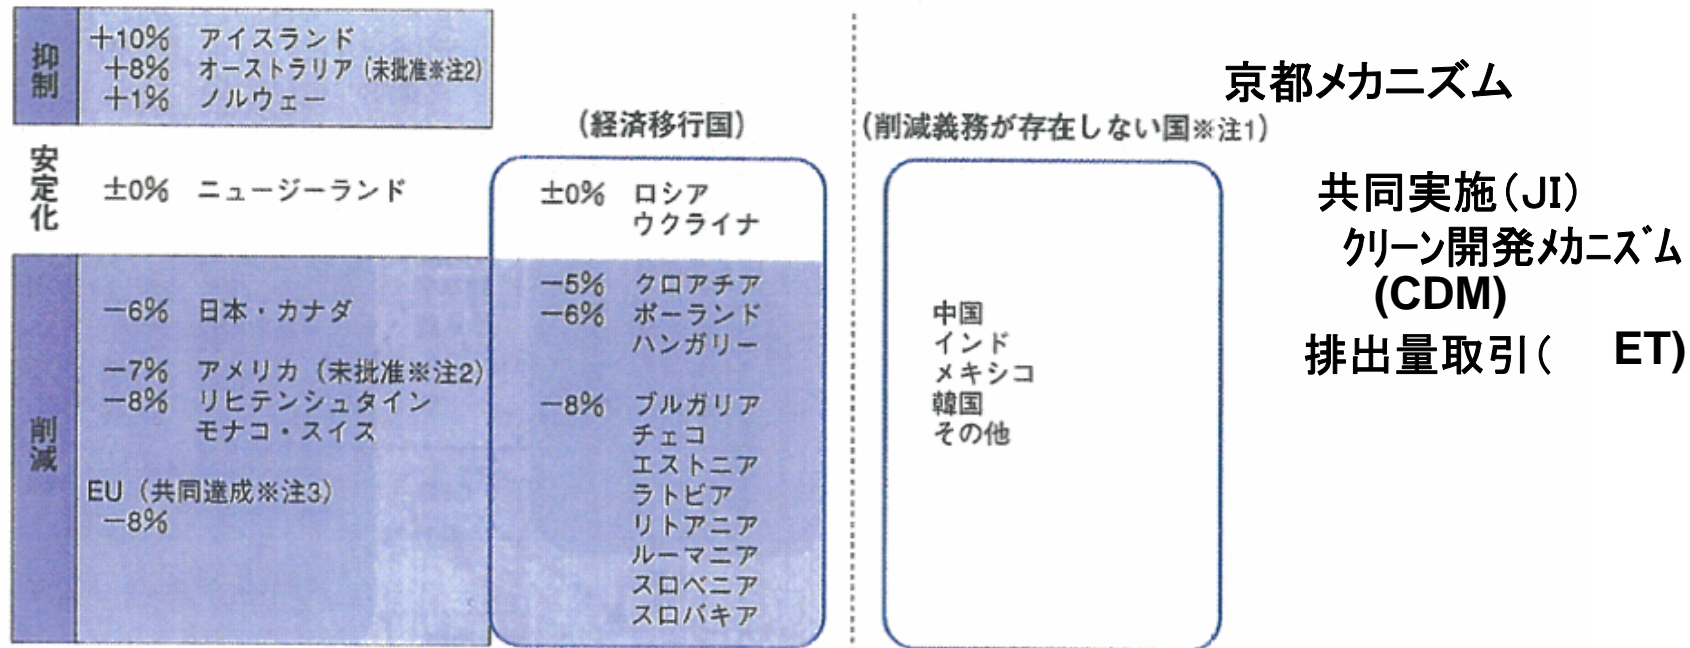 抑制
+10% アイスランド
+8% オーストラリア(未批准※注2)
+1% ノルウェー
安定化
±0% ニュージーランド
削減
−6% 日本・カナダ
−7% アメリカ(未批准※注2)
−8% リヒテンシュタイン
モナコ・スイス
EU(共同達成※注3)
−8%
(経済移行国)
±0% ロシア
ウクライナ
−5% クロアチア
−6% ポーランド
ハンガリー
−8% ブルガリア
チェコ
エストニア
ラトビア
リトアニア
ルーマニア
スロベニア
スロバキア
(削減義務が存在しない国※注1)
中国
インド
メキシコ
韓国
その他
京都メカニズム
共同実施(JI)
クリーン開発メカニズム
(CDM)
排出量取引( ET)